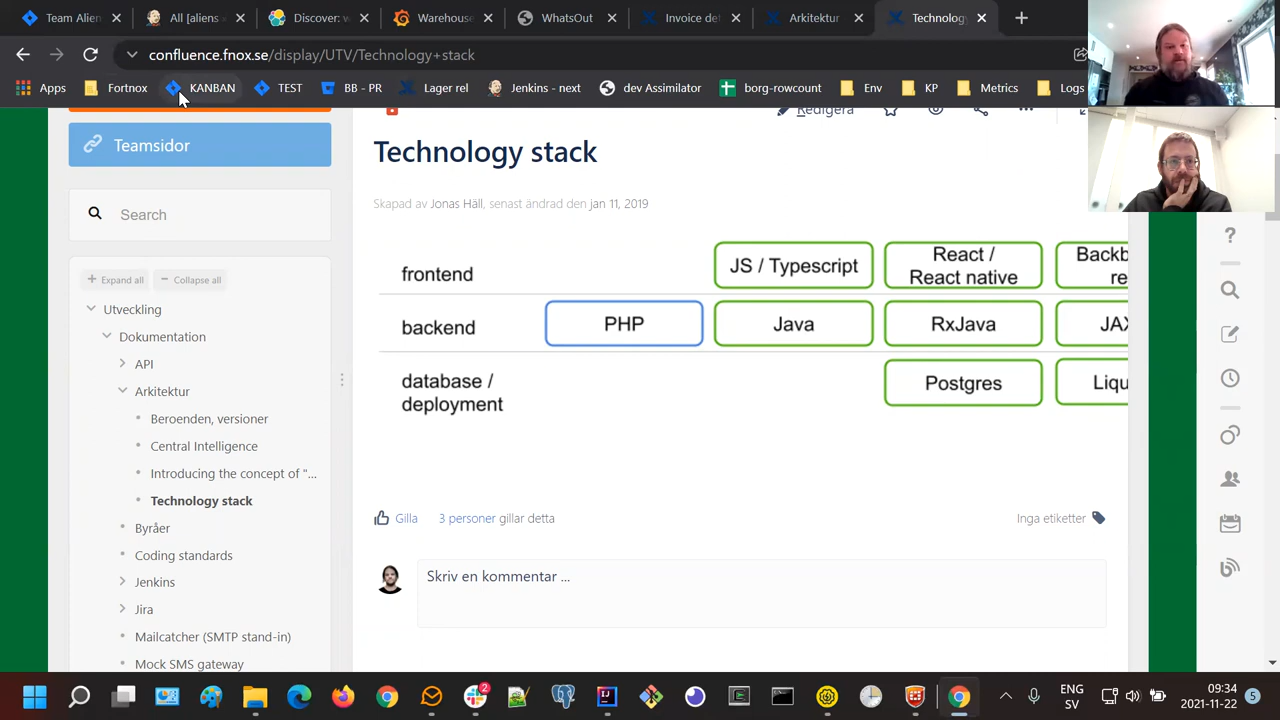 Team Alien
All [aliens
Discover: w
Warehouse
WhatsOut
Invoice det
Arkitektur
Technolog
confluence.fnox.se/display/UTV/Technology+stack
Apps
Fortnox
KANBAN
TEST
BB - PR
Lager rel
Jenkins - next
dev Assimilator
borg-rowcount
Env
KP
Metrics
Logs
Teamsidor
Redigera
Technology stack
Search
Skapad av Jonas Häll, senast ändrad den jan 11, 2019
Expand all
Collapse all
Utveckling
Dokumentation
API
Arkitektur
Beroenden, versioner
Central Intelligence
Introducing the concept of "...
Technology stack
Byråer
Coding standards
Jenkins
Jira
Mailcatcher (SMTP stand-in)
Mock SMS gateway
frontend
JS / Typescript
React /
React native
backend
PHP
Java
RxJava
database /
deployment
Postgres
Gilla
3 personer gillar detta
Inga etiketter
Skriv en kommentar ...
2
ENG
SV
09:34
2021-11-22
5